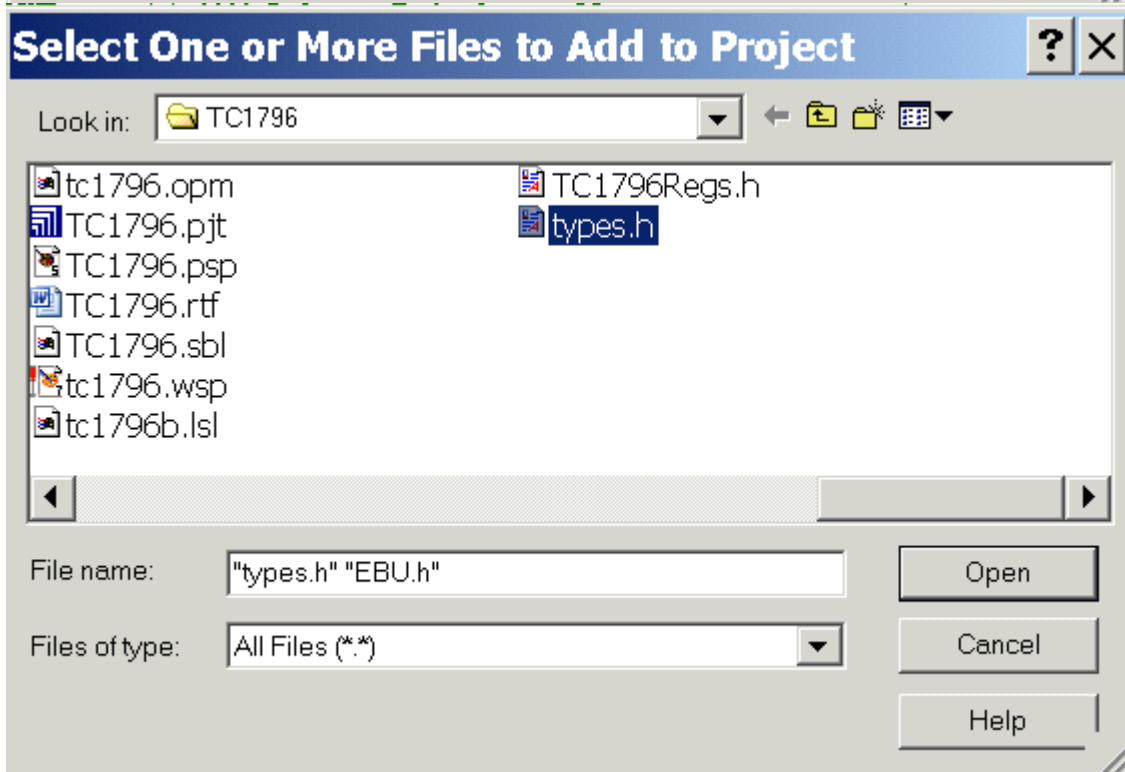 Select One or More Files to Add to Project ?
Look in: TC1796
tc1796.opm
TC1796.pjt
TC1796.psp
TC1796.rtf
TC1796.sbl
tc1796.wsp
tc1796b.lsl
TC1796Regs.h
types.h
File name: "types.h" "EBU.h" Open
Files of type: All Files (*.*) Cancel
Help